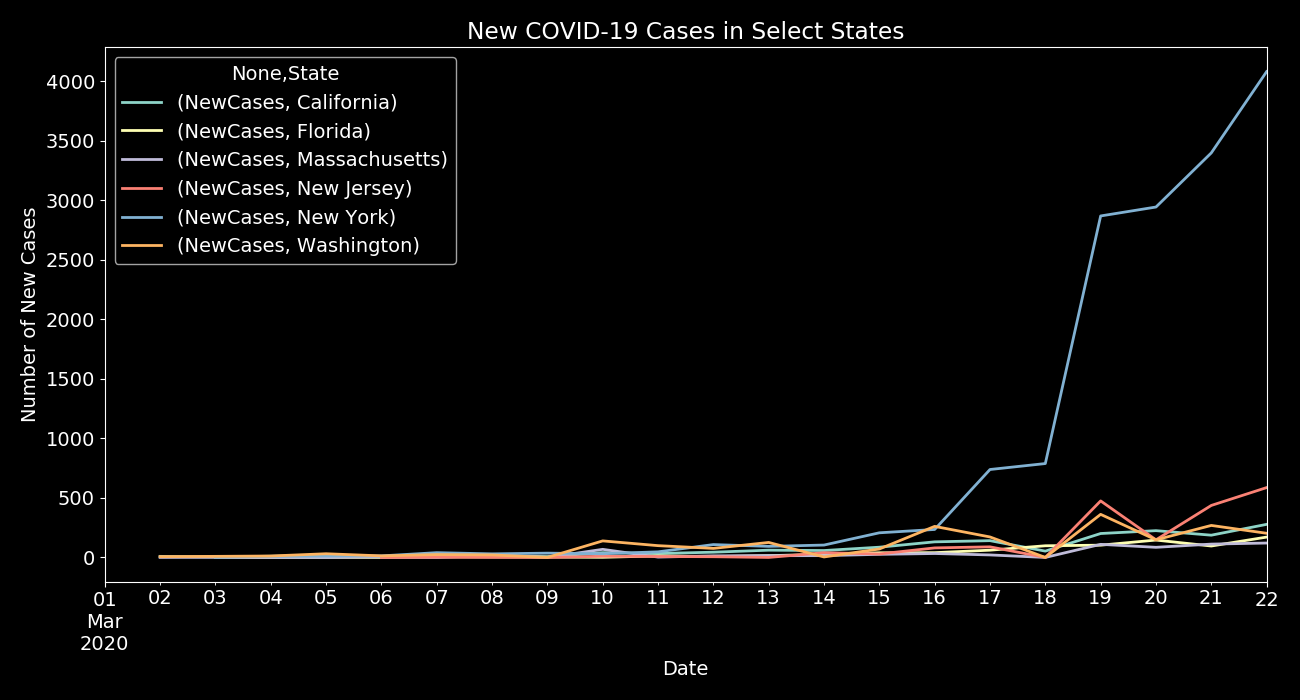 New COVID-19 Cases in Select States
None,State
(NewCases, California)
(NewCases, Florida)
(NewCases, Massachusetts)
(NewCases, New Jersey)
(NewCases, New York)
(NewCases, Washington)
4000
3500
3000
2500
2000
1500
1000
500
0
Number of New Cases
01 02 03 04 05 06 07 08 09 10 11 12 13 14 15 16 17 18 19 20 21 22
Mar
2020
Date